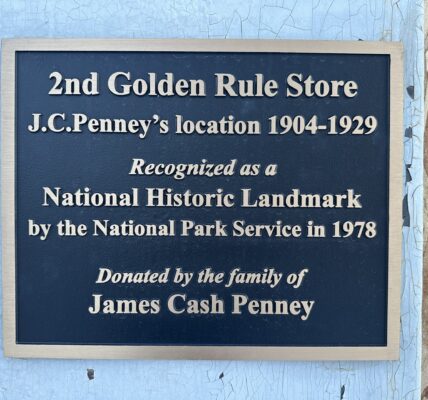 2nd Golden Rule Store
J.C.Penney's location 1904-1929
Recognized as a
National Historic Landmark
by the National Park Service in 1978
Donated by the family of
James Cash Penney